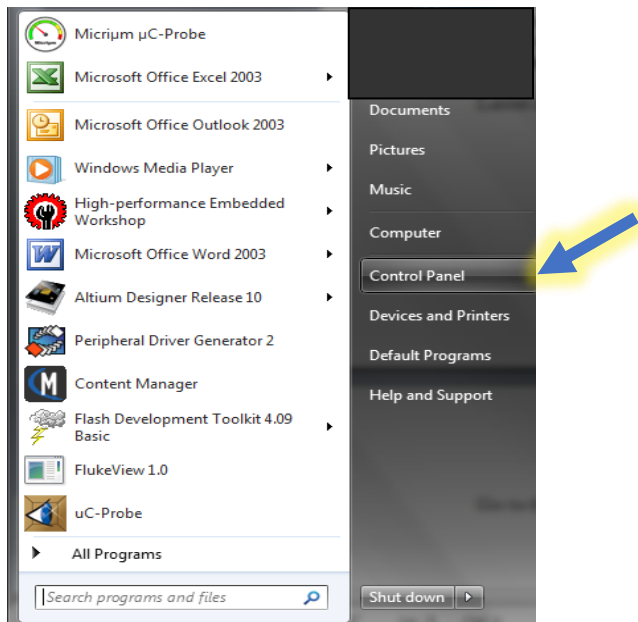 Micriµm µC-Probe
Microsoft Office Excel 2003
Microsoft Office Outlook 2003
Windows Media Player
High-performance Embedded
Workshop
Microsoft Office Word 2003
Altium Designer Release 10
Peripheral Driver Generator 2
Content Manager
Flash Development Toolkit 4.09
Basic
FlukeView 1.0
uC-Probe
All Programs
Search programs and files
Documents
Pictures
Music
Computer
Control Panel
Devices and Printers
Default Programs
Help and Support
Shut down